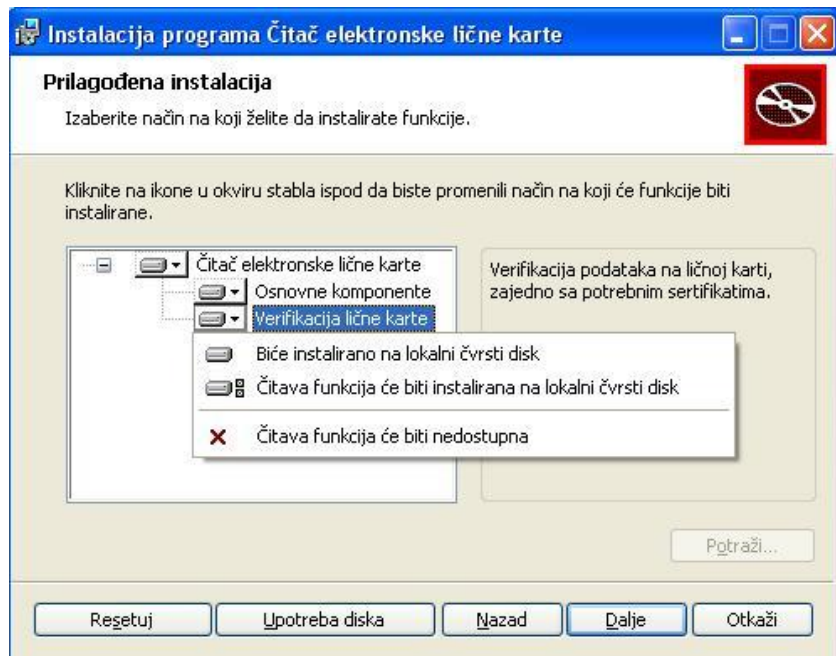 Instalacija programa Čitač elektronske lične karte
Prilagođena instalacija
Izaberite način na koji želite da instalirate funkcije.
Kliknite na ikone u okviru stabla ispod da biste promenili način na koji će funkcije biti
instalirane.
Čitač elektronske lične karte
Osnovne komponente
Verifikacija lične karte
Verifikacija podataka na ličnoj karti,
zajedno sa potrebnim sertifikatima.
Biće instalirano na lokalni čvrsti disk
Čitava funkcija će biti instalirana na lokalni čvrsti disk
Čitava funkcija će biti nedostupna
Potraži...
Resetuj
Upotreba diska
Nazad
Dalje
Otkaži